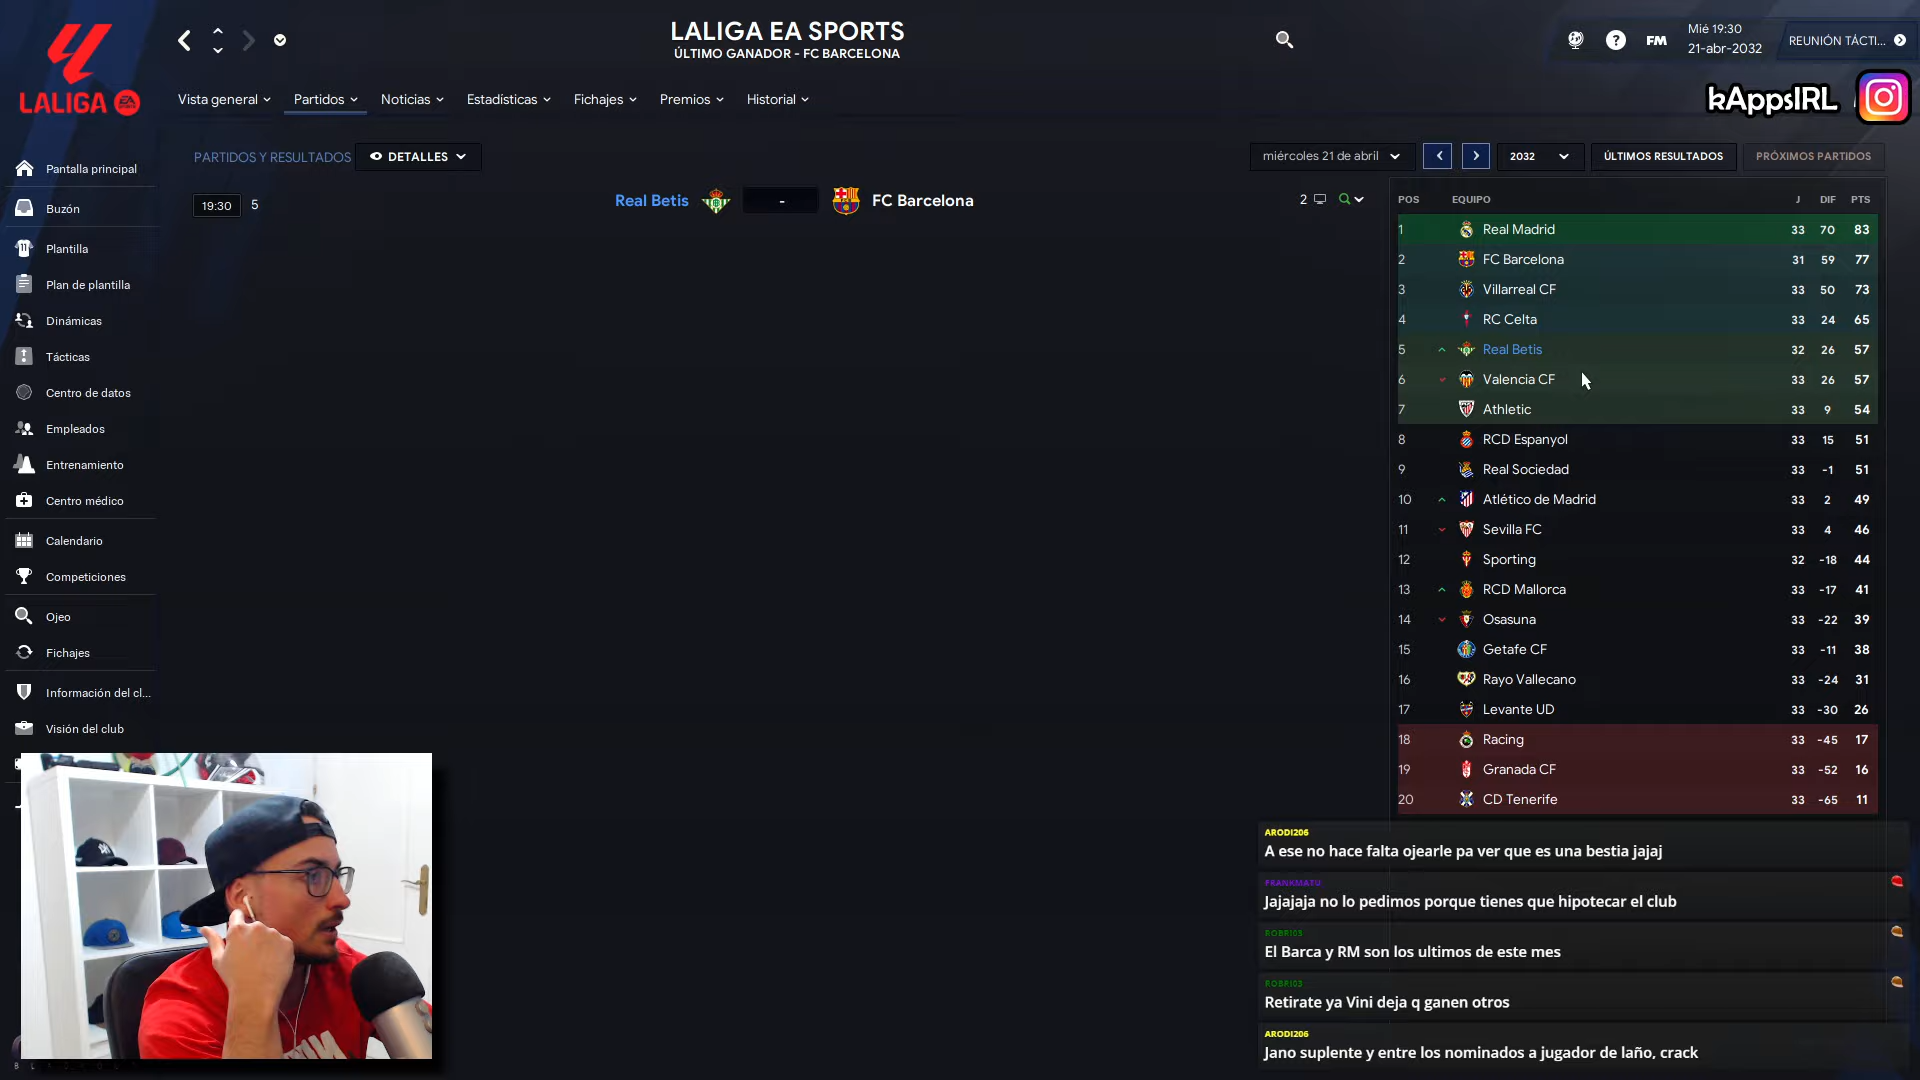 LALIGA EA SPORTS
ÚLTIMO GANADOR - FC BARCELONA
Mié 19:30
21-abr-2032
REUNIÓN TÁCTI...
FM
LALIGA
Vista general
Partidos
Noticias
Estadísticas
Fichajes
Premios
Historial
kAppsIRL
PARTIDOS Y RESULTADOS
DETALLES
miércoles 21 de abril
2032
ÚLTIMOS RESULTADOS
PRÓXIMOS PARTIDOS
Pantalla principal
Buzón
Plantilla
Plan de plantilla
Dinámicas
Tácticas
Centro de datos
Empleados
Entrenamiento
Centro médico
Calendario
Competiciones
Ojeo
Fichajes
Información del cl...
Visión del club
19:30 5 Real Betis - FC Barcelona 2
POS EQUIPO J DIF PTS
1 Real Madrid 33 70 83
2 FC Barcelona 31 59 77
3 Villarreal CF 33 50 73
4 RC Celta 33 24 65
5 Real Betis 32 26 57
6 Valencia CF 33 26 57
7 Athletic 33 9 54
8 RCD Espanyol 33 15 51
9 Real Sociedad 33 -1 51
10 Atlético de Madrid 33 2 49
11 Sevilla FC 33 4 46
12 Sporting 32 -18 44
13 RCD Mallorca 33 -17 41
14 Osasuna 33 -22 39
15 Getafe CF 33 -11 38
16 Rayo Vallecano 33 -24 31
17 Levante UD 33 -30 26
18 Racing 33 -45 17
19 Granada CF 33 -52 16
20 CD Tenerife 33 -65 11
ARODI206
A ese no hace falta ojearle pa ver que es una bestia jajaj
FRANKMATU
Jajajaja no lo pedimos porque tienes que hipotecar el club
ROBRI03
El Barca y RM son los ultimos de este mes
ROBRI03
Retirate ya Vini deja q ganen otros
ARODI206
Jano suplente y entre los nominados a jugador de laño, crack